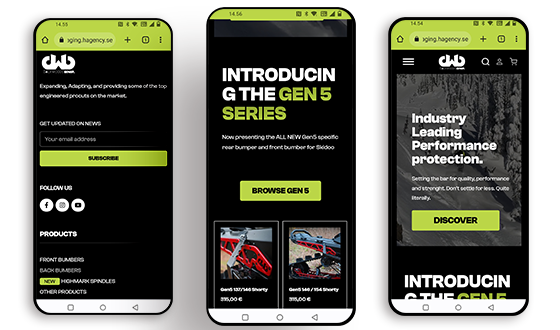 14.56
aging.hagency.se
dwb
Expanding, Adapting, and providing some of the top
engineered procouts on the market.
GET UPDATED ON NEWS
Your email address
SUBSCRIBE
FOLLOW US
PRODUCTS
FRONT BUMBERS
BACK BUMBERS
NEW HIGHMARK SPINDLES
OTHER PRODUCTS
14.56
INTRODUCIN
G THE GEN 5
SERIES
Now presenting the ALL NEW Gen5 specific
rear bumper and front bumber for Skidoo
BROWSE GEN 5
Gen5 137/146 Shorty
315,00 €
Gen5 146 / 154 Shorty
315,00 €
14.54
aging.hagency.se
dwb
Industry
Leading
Performance
protection.
Setting the bar for quality, performance
and strenght. Don't settle for less. Quite
literally.
DISCOVER
INTRODUCIN
G THE GEN 5